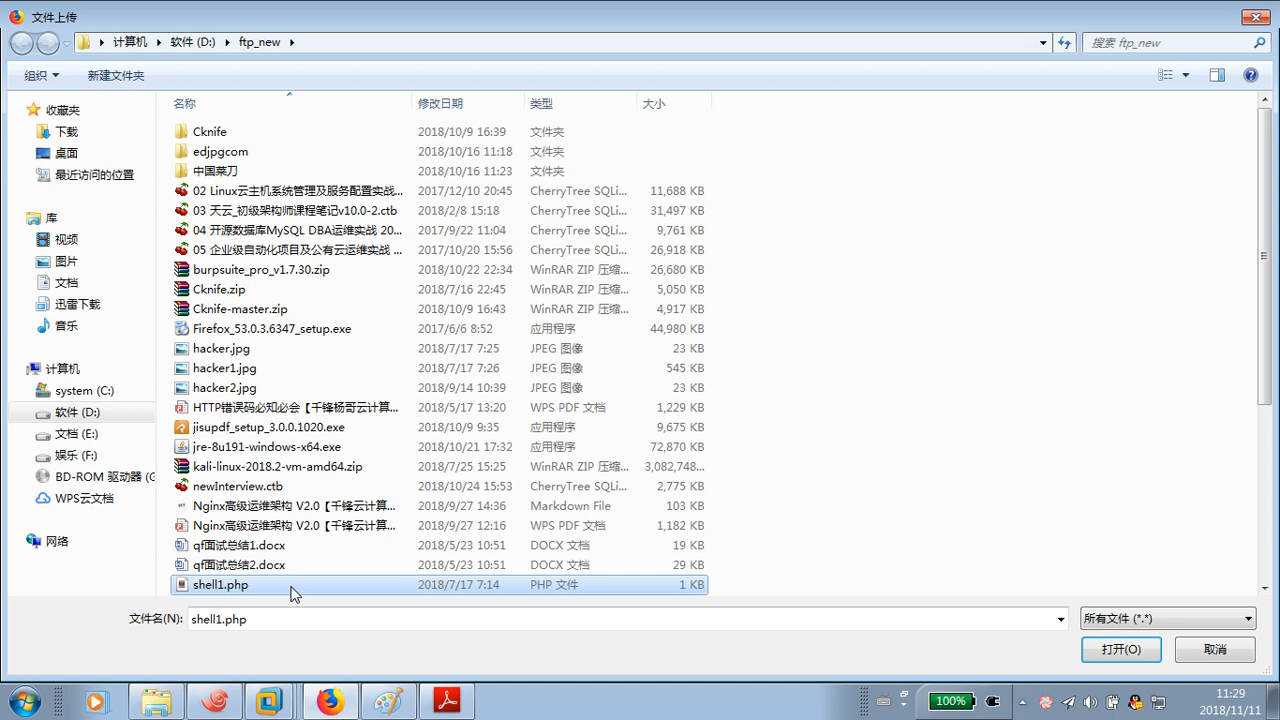 文件上传
计算机 软件 (D:) ftp_new
搜索 ftp_new
组织 新建文件夹
名称 修改日期 类型 大小
收藏夹
下载
桌面
最近访问的位置
库
视频
图片
文档
迅雷下载
音乐
计算机
system (C:)
软件 (D:)
文档 (E:)
娱乐 (F:)
BD-ROM 驱动器 (G
WPS云文档
网络
Cknife 2018/10/9 16:39 文件夹
edjpgcom 2018/10/16 11:18 文件夹
中国菜刀 2018/10/16 11:23 文件夹
02 Linux云主机系统管理及服务配置实战... 2017/12/10 20:45 CherryTree SQLi... 11,688 KB
03 天云_初级架构师课程笔记v10.0-2.ctb 2018/2/8 15:18 CherryTree SQLi... 31,497 KB
04 开源数据库MySQL DBA运维实战 20... 2017/9/22 11:04 CherryTree SQLi... 9,761 KB
05 企业级自动化项目及公有云运维实战 ... 2017/10/20 15:56 CherryTree SQLi... 26,918 KB
burpsuite_pro_v1.7.30.zip 2018/10/22 22:34 WinRAR ZIP 压缩... 26,680 KB
Cknife.zip 2018/7/16 22:45 WinRAR ZIP 压缩... 5,050 KB
Cknife-master.zip 2018/10/9 16:43 WinRAR ZIP 压缩... 4,917 KB
Firefox_53.0.3.6347_setup.exe 2017/6/6 8:52 应用程序 44,980 KB
hacker.jpg 2018/7/17 7:25 JPEG 图像 23 KB
hacker1.jpg 2018/7/17 7:26 JPEG 图像 545 KB
hacker2.jpg 2018/9/14 10:39 JPEG 图像 23 KB
HTTP错误码必知必会【千锋杨哥云计算... 2018/5/17 13:20 WPS PDF 文档 1,229 KB
jisupdf_setup_3.0.0.1020.exe 2018/10/9 9:35 应用程序 9,675 KB
jre-8u191-windows-x64.exe 2018/10/21 17:32 应用程序 72,870 KB
kali-linux-2018.2-vm-amd64.zip 2018/7/25 15:25 WinRAR ZIP 压缩... 3,082,748...
newInterview.ctb 2018/10/24 15:53 CherryTree SQLi... 2,775 KB
Nginx高级运维架构 V2.0【千锋云计算... 2018/9/27 14:36 Markdown File 103 KB
Nginx高级运维架构 V2.0【千锋云计算... 2018/9/27 12:16 WPS PDF 文档 1,182 KB
qf面试总结1.docx 2018/5/23 10:51 DOCX 文档 19 KB
qf面试总结2.docx 2018/5/23 10:51 DOCX 文档 29 KB
shell1.php 2018/7/17 7:14 PHP 文件 1 KB
文件名(N): shell1.php 所有文件 (*.*)
打开(O) 取消
100%
11:29
2018/11/11